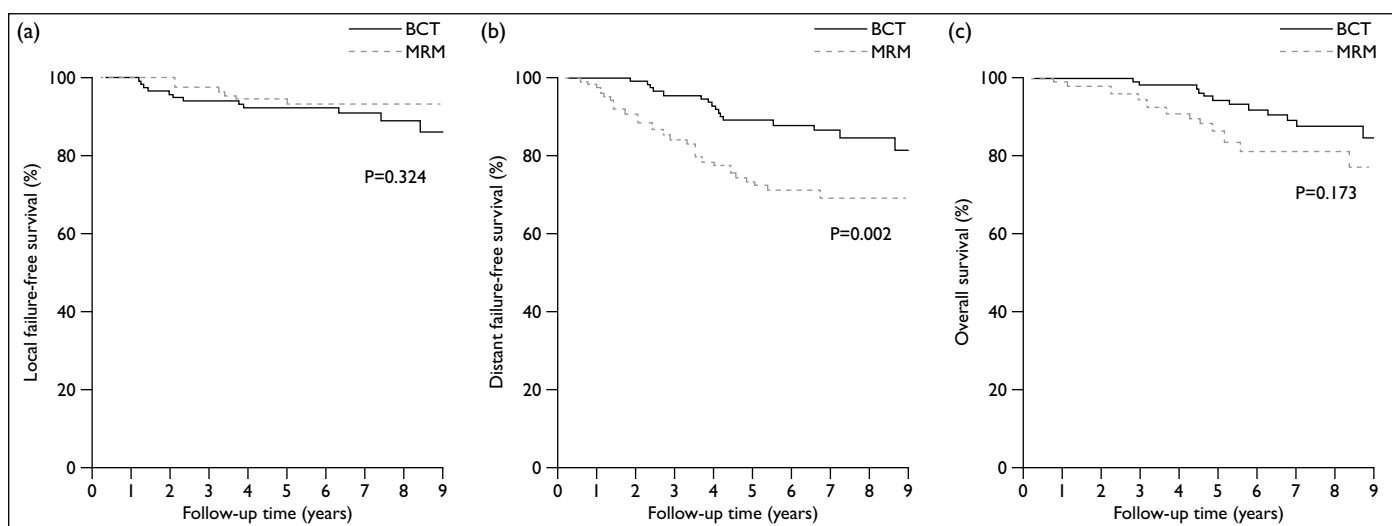 (a)
BCT
MRM
Local failure-free survival (%)
100
80
60
40
20
0
P=0.324
0 1 2 3 4 5 6 7 8 9
Follow-up time (years)
(b)
BCT
MRM
Distant failure-free survival (%)
100
80
60
40
20
0
P=0.002
0 1 2 3 4 5 6 7 8 9
Follow-up time (years)
(c)
BCT
MRM
Overall survival (%)
100
80
60
40
20
0
P=0.173
0 1 2 3 4 5 6 7 8 9
Follow-up time (years)